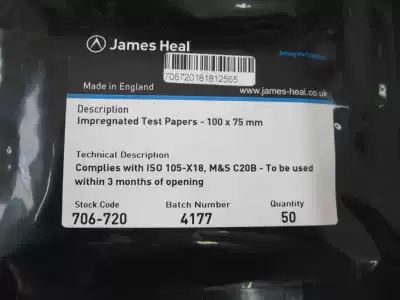 James Heal
706720181812565
Made in England
www.james-heal.co.uk
Description
Impregnated Test Papers - 100 x 75 mm
Technical Description
Complies with ISO 105-X18, M&S C20B - To be used
within 3 months of opening
Stock Code Batch Number Quantity
706-720 4177 50